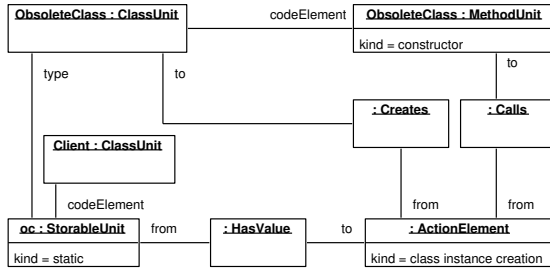 ObsoleteClass : ClassUnit
codeElement
ObsoleteClass : MethodUnit
kind = constructor
type
to
to
: Creates
: Calls
Client : ClassUnit
codeElement
from
from
oc : StorableUnit
kind = static
from
: HasValue
to
: ActionElement
kind = class instance creation